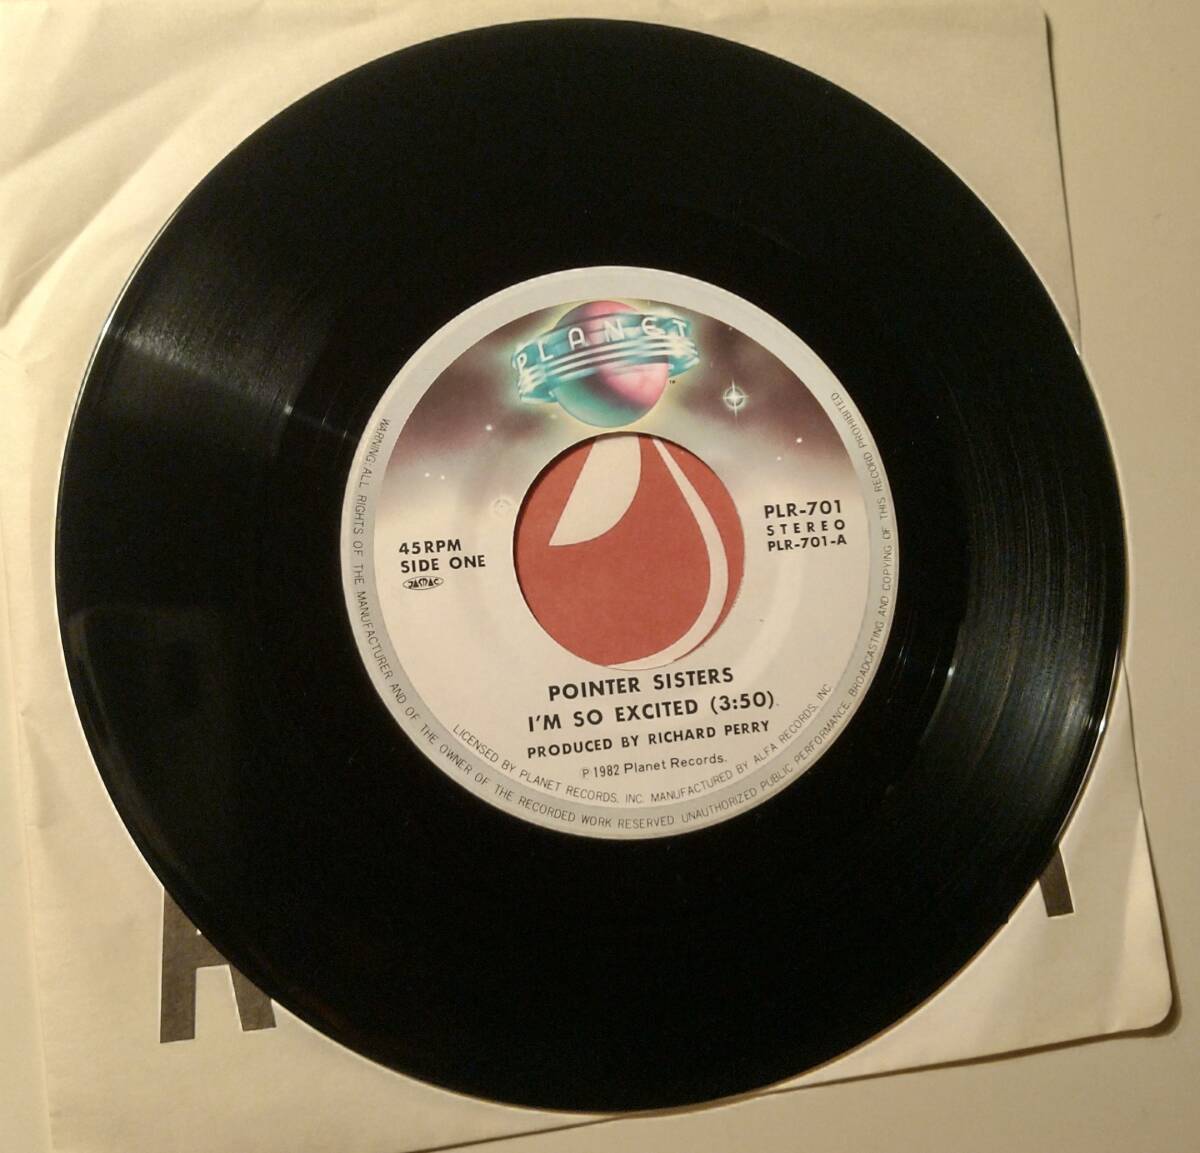 PLANET
TM
45RPM
SIDE ONE
JASRAC
PLR-701
STEREO
PLR-701-A
POINTER SISTERS
I'M SO EXCITED (3:50)
PRODUCED BY RICHARD PERRY
℗1982 Planet Records.
LICENSED BY PLANET RECORDS, INC. MANUFACTURED BY ALFA RECORDS, INC.
WARNING: ALL RIGHTS OF THE MANUFACTURER AND OF THE OWNER OF THE RECORDED WORK RESERVED UNAUTHORIZED PUBLIC PERFORMANCE, BROADCASTING AND COPYING OF THIS RECORD PROHIBITED